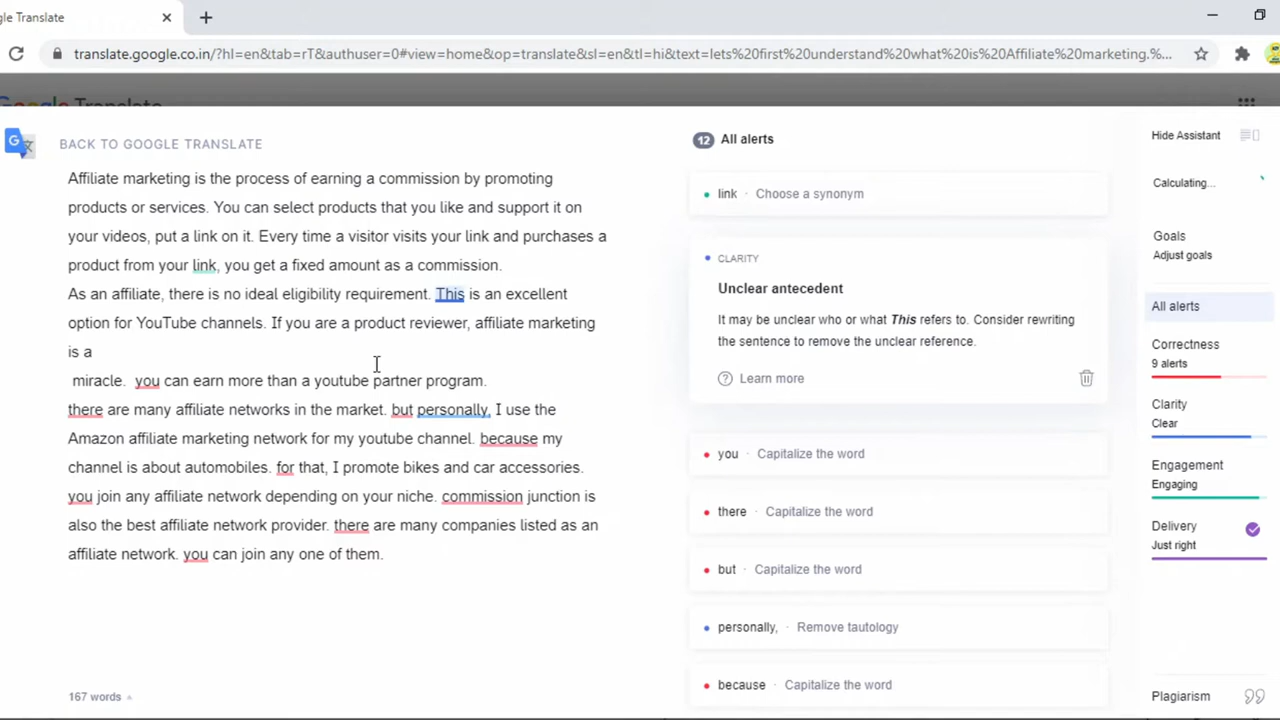 gle Translate
translate.google.co.in/?hl=en&tab=rT&authuser=0#view=home&op=translate&sl=en&tl=hi&text=lets%20first%20understand%20what%20is%20Affiliate%20marketing.%...
Google Translate
BACK TO GOOGLE TRANSLATE
Affiliate marketing is the process of earning a commission by promoting
products or services. You can select products that you like and support it on
your videos, put a link on it. Every time a visitor visits your link and purchases a
product from your link, you get a fixed amount as a commission.
As an affiliate, there is no ideal eligibility requirement. This is an excellent
option for YouTube channels. If you are a product reviewer, affiliate marketing
is a
miracle. you can earn more than a youtube partner program.
there are many affiliate networks in the market. but personally, I use the
Amazon affiliate marketing network for my youtube channel. because my
channel is about automobiles. for that, I promote bikes and car accessories.
you join any affiliate network depending on your niche. commission junction is
also the best affiliate network provider. there are many companies listed as an
affiliate network. you can join any one of them.
167 words
12 All alerts
link · Choose a synonym
CLARITY
Unclear antecedent
It may be unclear who or what This refers to. Consider rewriting
the sentence to remove the unclear reference.
Learn more
you · Capitalize the word
there · Capitalize the word
but · Capitalize the word
personally, · Remove tautology
because · Capitalize the word
Hide Assistant
Calculating...
Goals
Adjust goals
All alerts
Correctness
9 alerts
Clarity
Clear
Engagement
Engaging
Delivery
Just right
Plagiarism